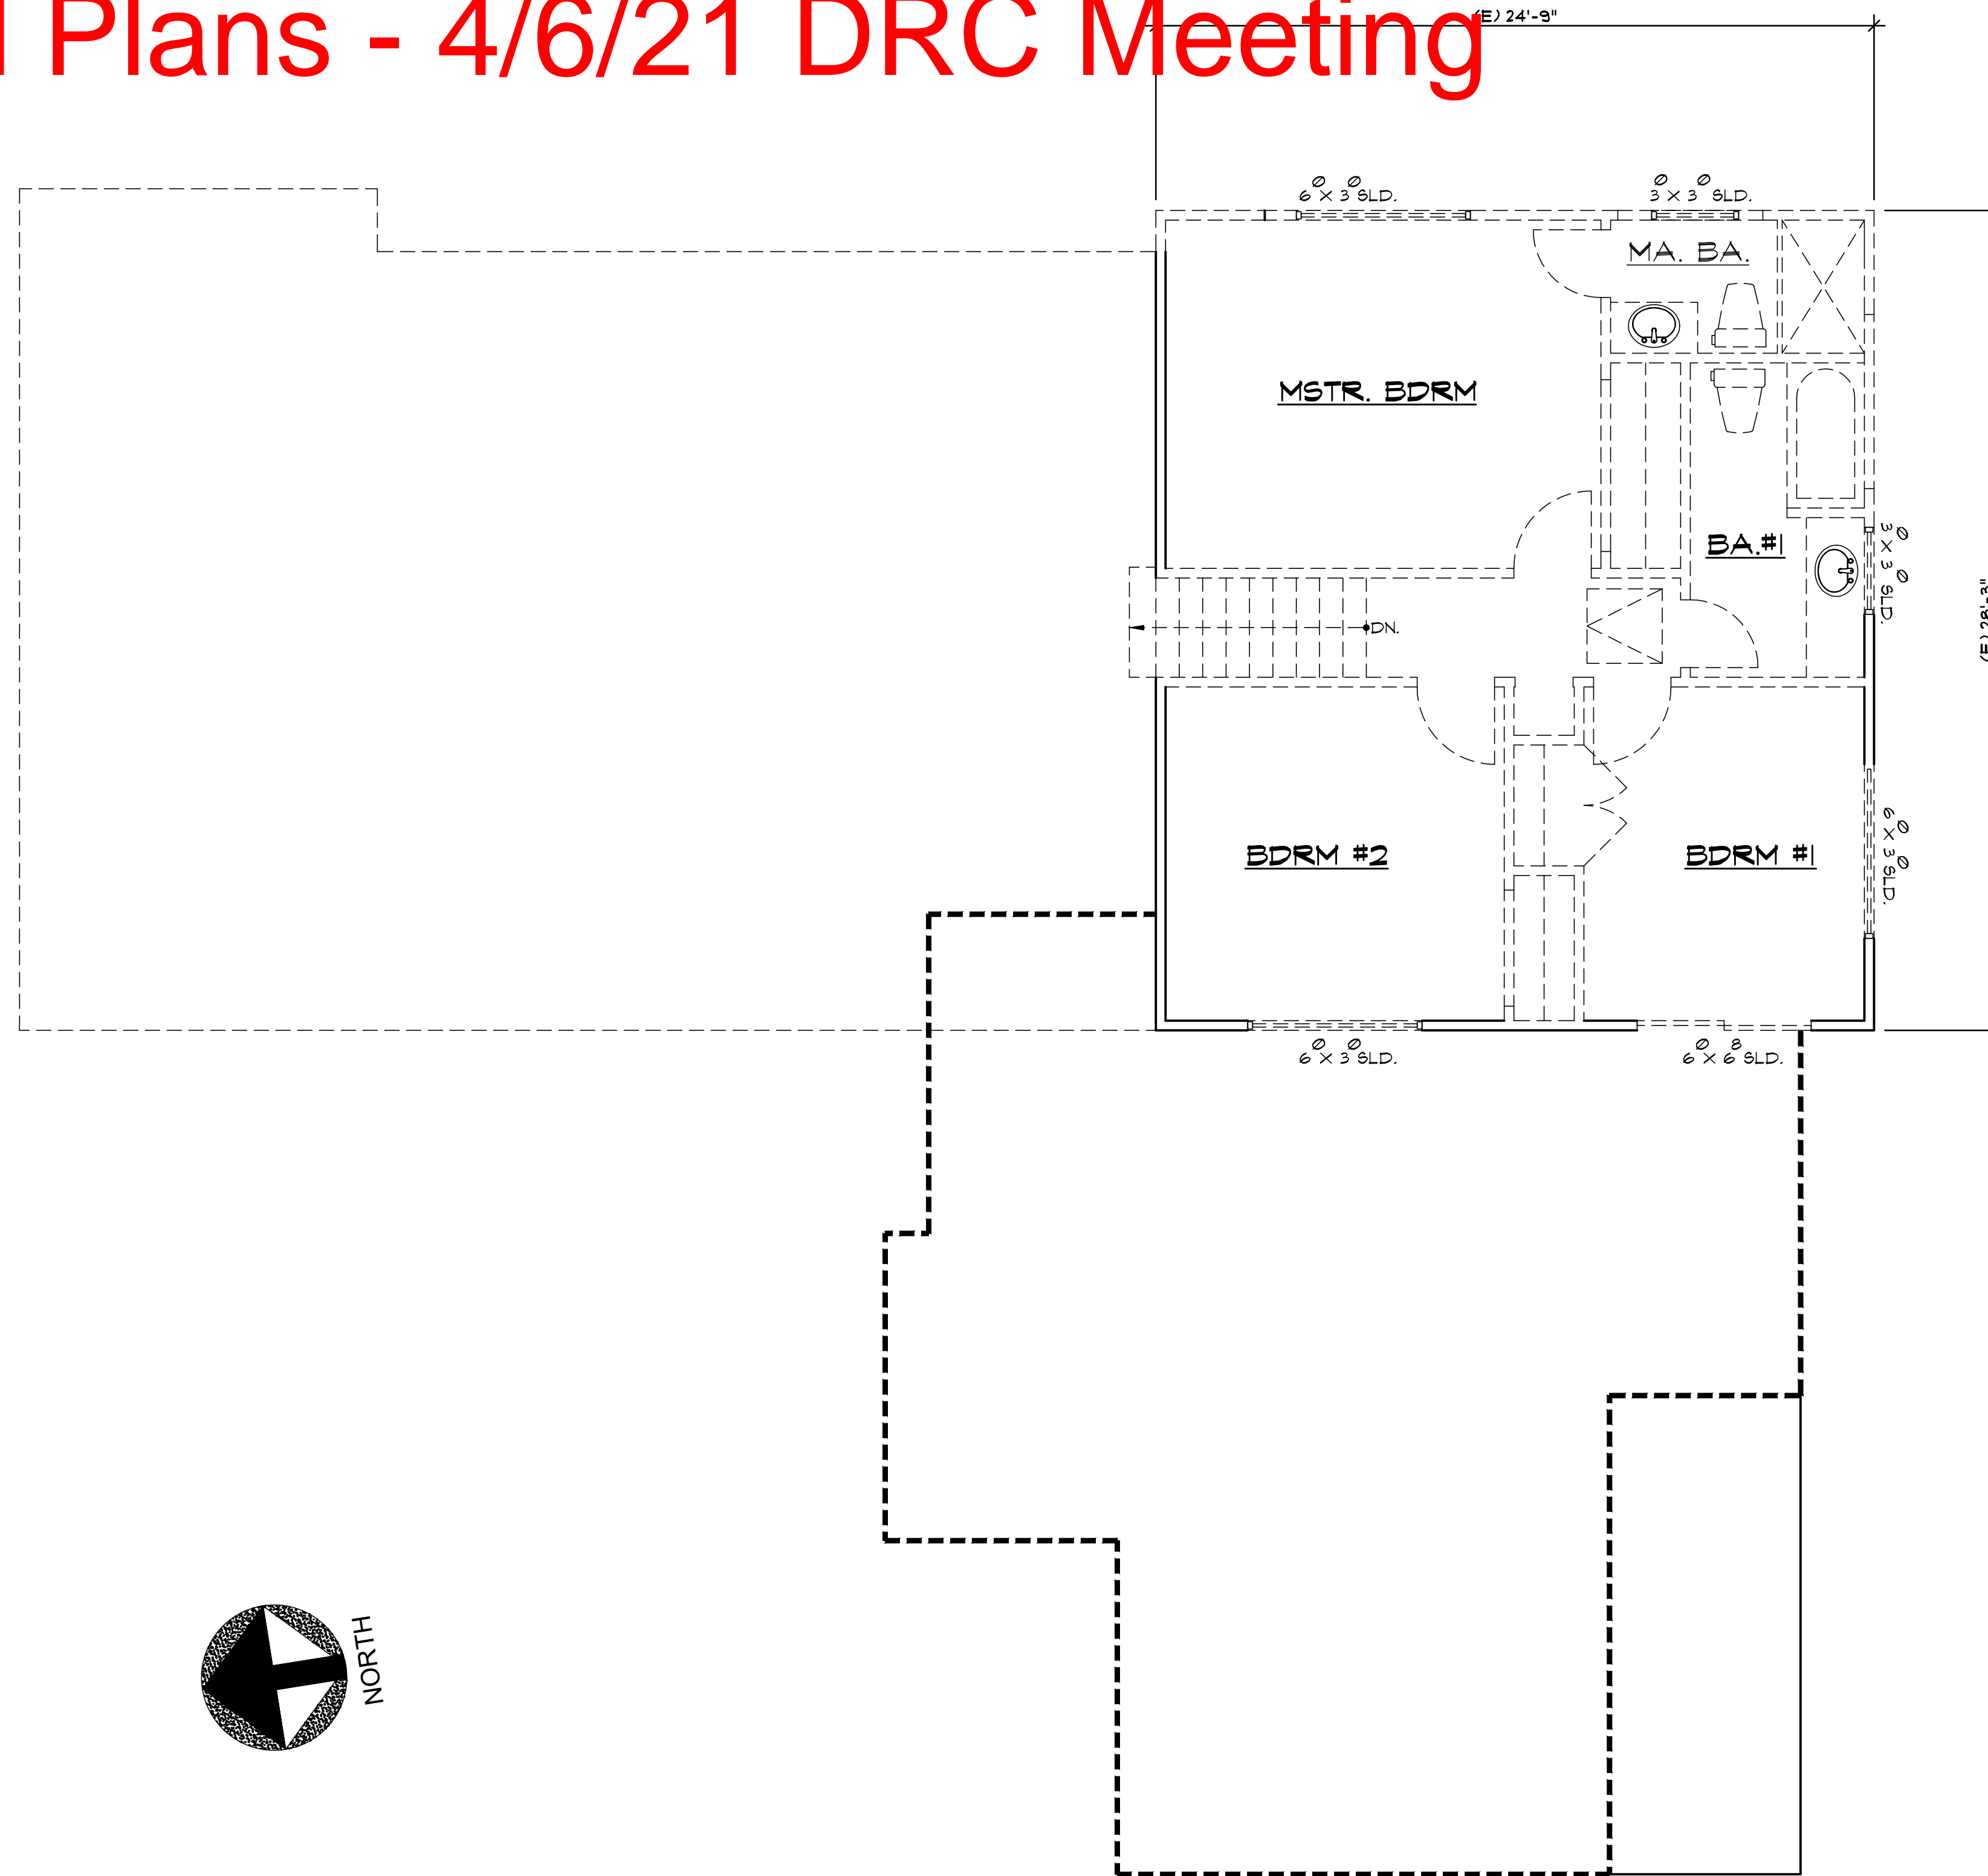 Plans - 4/6/21 DRC Meeting
(E) 24'-9"
6⁰ X 3⁰ SLD.
3⁰ X 3⁰ SLD.
MA. BA.
MSTR. BDRM
BA.#1
3⁰ X 3⁰ SLD.
(E) 28'-3"
DN.
BDRM #2
BDRM #1
6⁰ X 3⁰ SLD.
6⁰ X 3⁰ SLD.
6⁰ X 6⁸ SLD.
NORTH